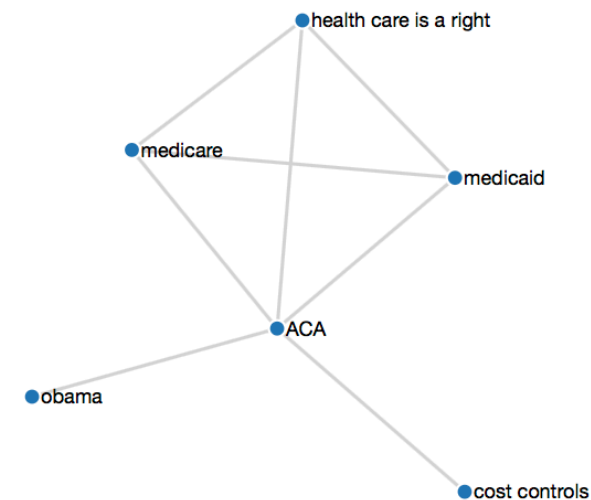 health care is a right
medicare
medicaid
ACA
obama
cost controls